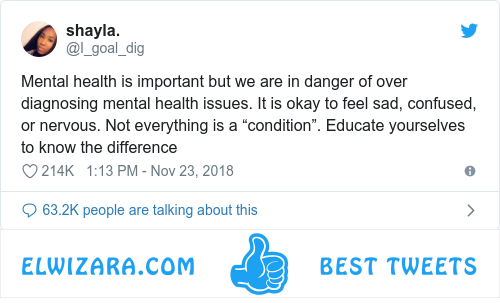 shayla.
@l_goal_dig
Mental health is important but we are in danger of over
diagnosing mental health issues. It is okay to feel sad, confused,
or nervous. Not everything is a “condition”. Educate yourselves
to know the difference
214K 1:13 PM - Nov 23, 2018
63.2K people are talking about this
ELWIZARA.COM BEST TWEETS